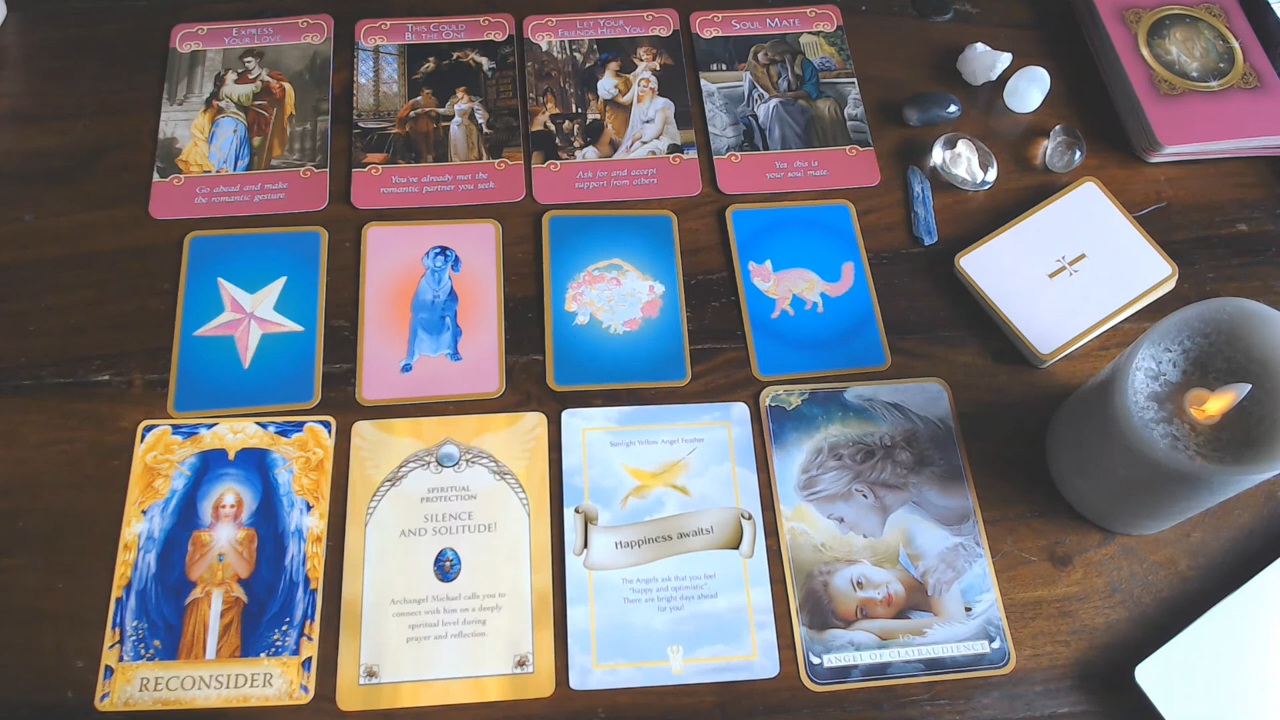 EXPRESS
YOUR LOVE
Go ahead and make
the romantic gesture.
THIS COULD
BE THE ONE
You've already met the
romantic partner you seek.
LET YOUR
FRIENDS HELP YOU
Ask for and accept
support from others.
SOUL MATE
Yes, this is
your soul mate.
RECONSIDER
SPIRITUAL
PROTECTION
SILENCE
AND SOLITUDE!
Archangel Michael calls you to
connect with him on a deeply
spiritual level during
prayer and reflection.
Sunlight Yellow Angel Feather
Happiness awaits!
The Angels ask that you feel
"happy and optimistic".
There are bright days ahead
for you!
10
ANGEL OF CLAIRAUDIENCE